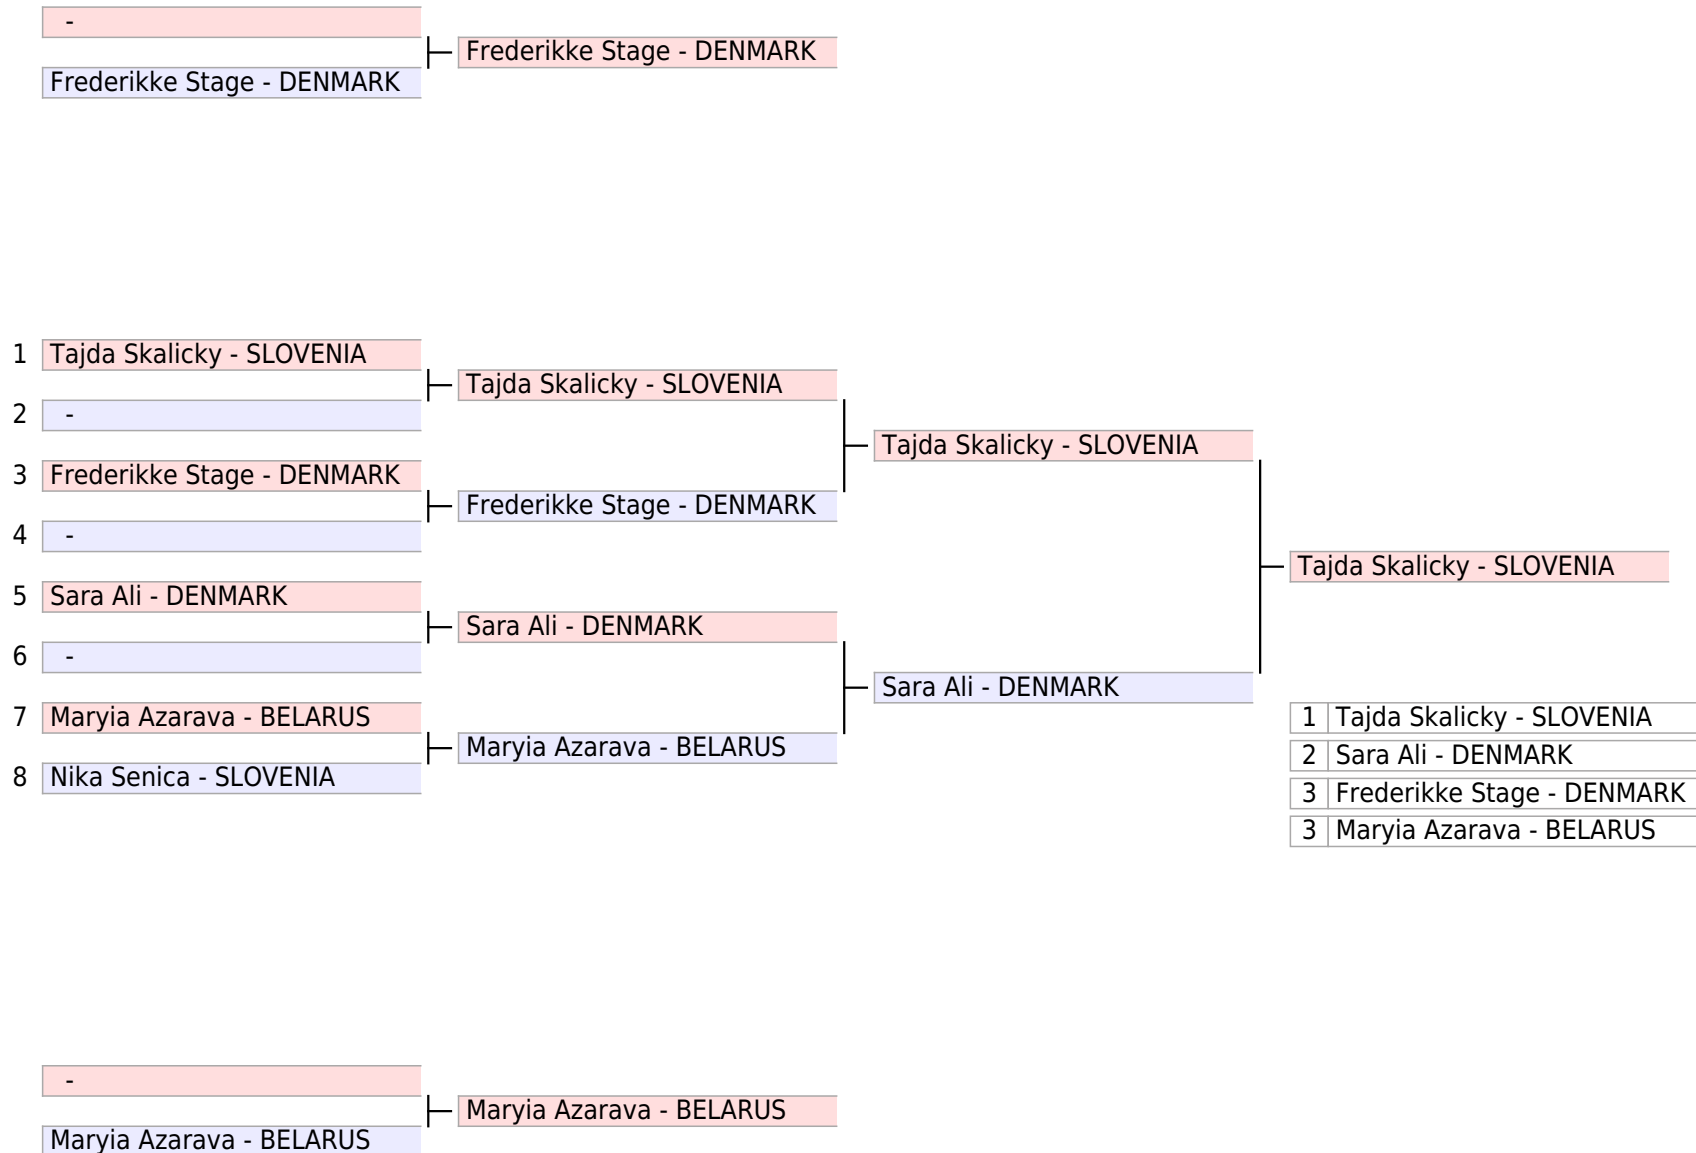 -
Frederikke Stage - DENMARK
Frederikke Stage - DENMARK
1 Tajda Skalicky - SLOVENIA
Tajda Skalicky - SLOVENIA
2 -
Tajda Skalicky - SLOVENIA
3 Frederikke Stage - DENMARK
Frederikke Stage - DENMARK
4 -
Tajda Skalicky - SLOVENIA
5 Sara Ali - DENMARK
Sara Ali - DENMARK
6 -
Sara Ali - DENMARK
7 Maryia Azarava - BELARUS
Maryia Azarava - BELARUS
8 Nika Senica - SLOVENIA
1 Tajda Skalicky - SLOVENIA
2 Sara Ali - DENMARK
3 Frederikke Stage - DENMARK
3 Maryia Azarava - BELARUS
-
Maryia Azarava - BELARUS
Maryia Azarava - BELARUS